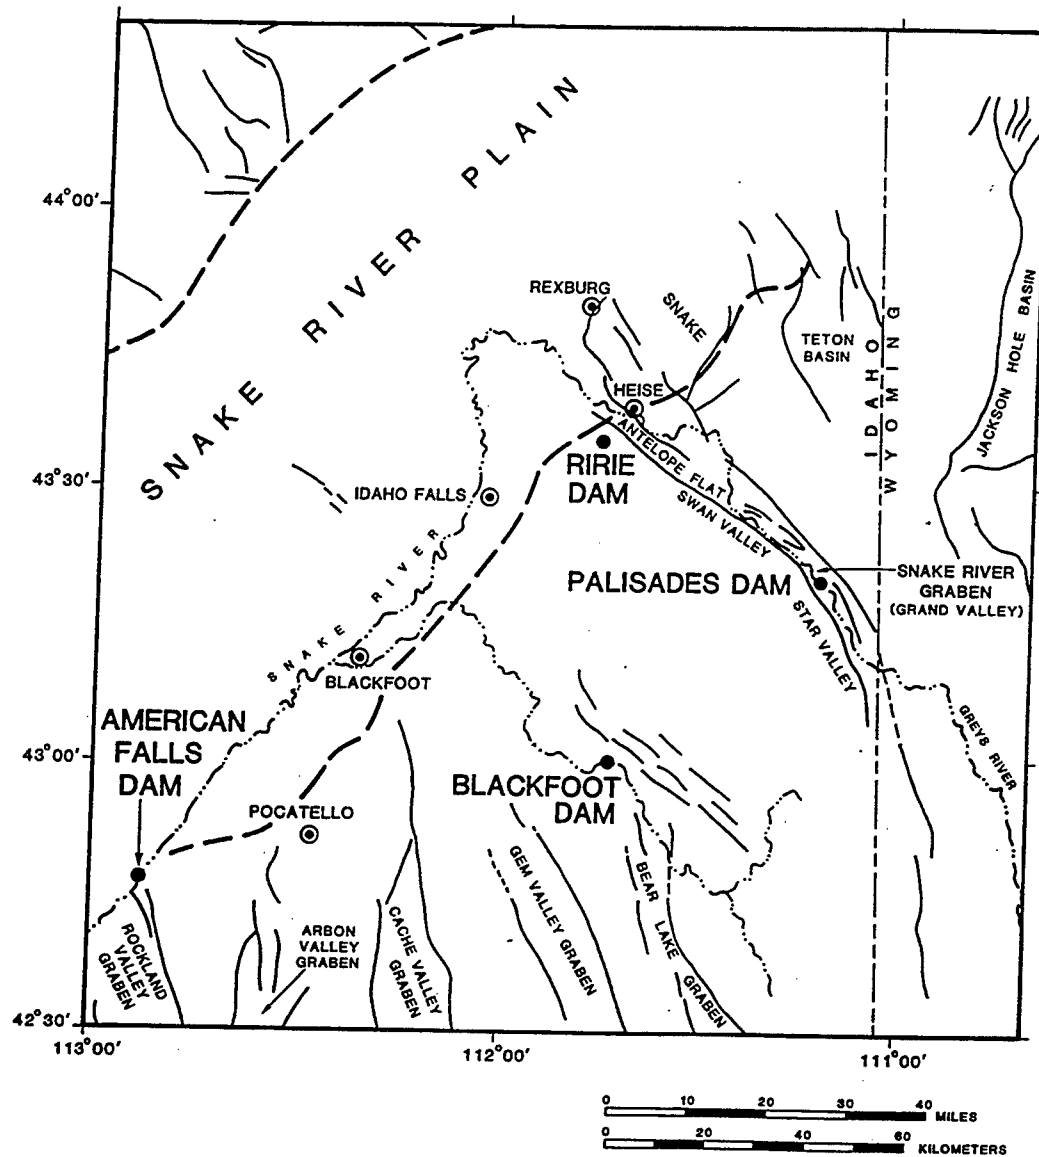 SNAKE RIVER PLAIN
44°00'
REXBURG
SNAKE
TETON
BASIN
IDAHO
WYOMING
JACKSON HOLE BASIN
HEISE
ANTELOPE FLAT
RIRIE
DAM
SWAN VALLEY
43°30'
IDAHO FALLS
SNAKE RIVER
PALISADES DAM
SNAKE RIVER
GRABEN
(GRAND VALLEY)
STAR VALLEY
BLACKFOOT
GREYS RIVER
AMERICAN
FALLS
DAM
43°00'
BLACKFOOT
DAM
POCATELLO
ROCKLAND
VALLEY
GRABEN
ARBON
VALLEY
GRABEN
CACHE VALLEY
GRABEN
GEM VALLEY GRABEN
BEAR LAKE GRABEN
42°30'
113°00'
112°00'
111°00'
0 10 20 30 40 MILES
0 20 40 60 KILOMETERS